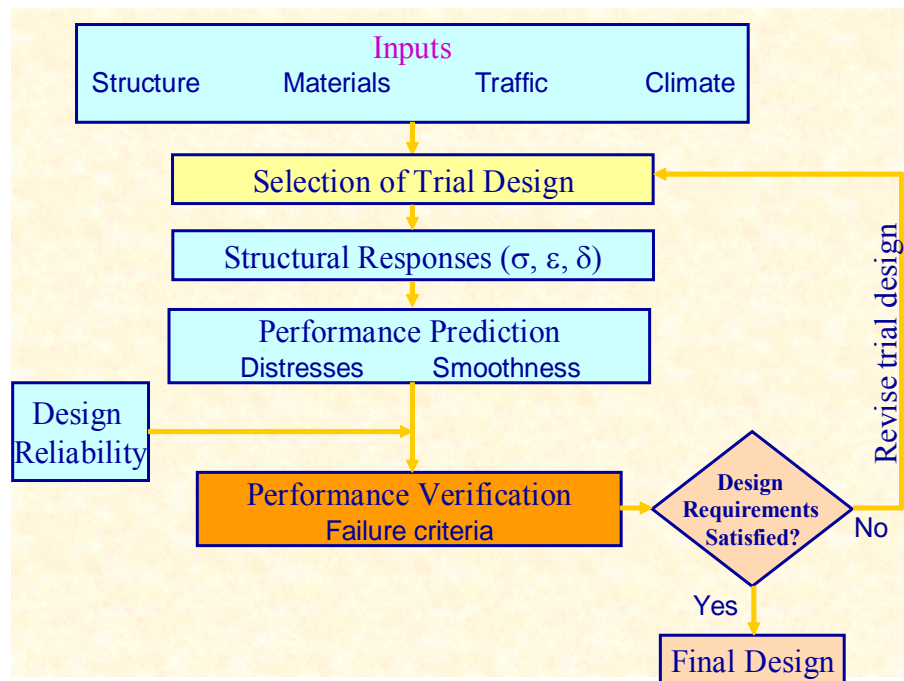 Inputs
Structure Materials Traffic Climate
Selection of Trial Design
Structural Responses (σ, ε, δ)
Performance Prediction
Distresses Smoothness
Design
Reliability
Performance Verification
Failure criteria
Design
Requirements
Satisfied?
No
Revise trial design
Yes
Final Design